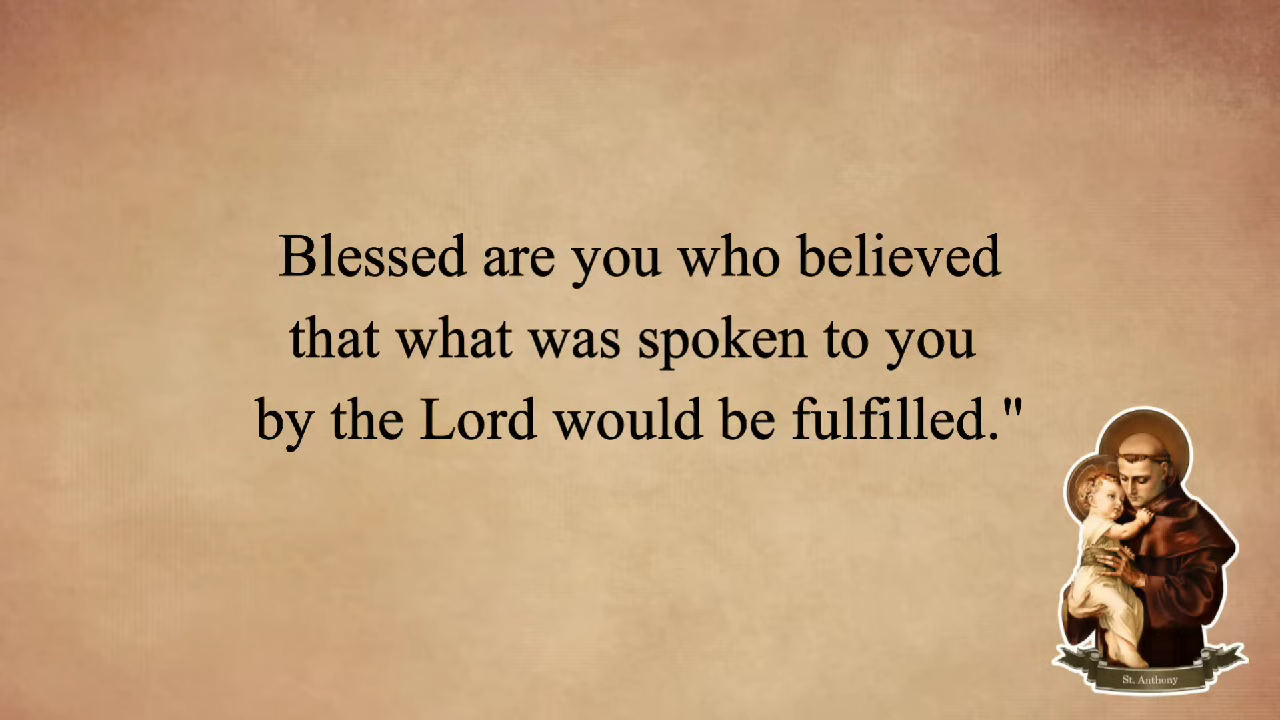 Blessed are you who believed
that what was spoken to you
by the Lord would be fulfilled."
St. Anthony